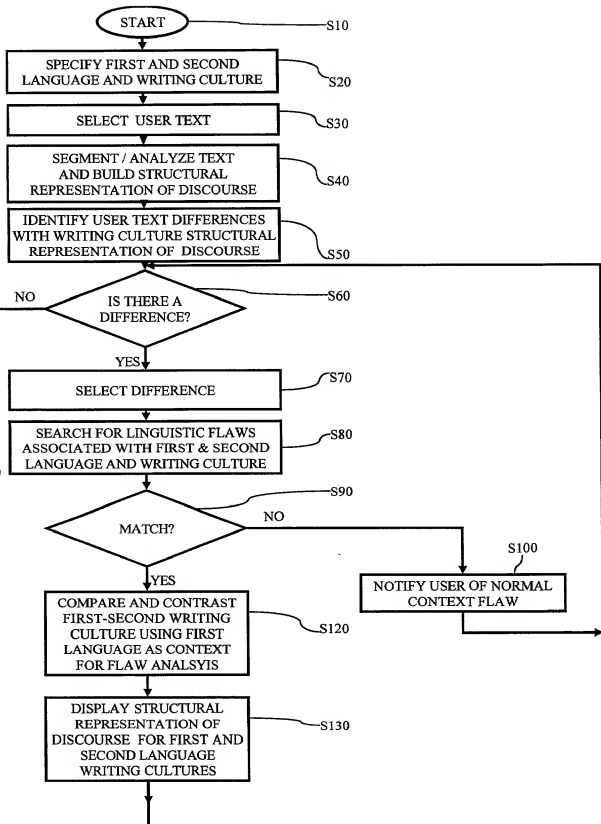 START
S10
SPECIFY FIRST AND SECOND
LANGUAGE AND WRITING CULTURE
S20
SELECT USER TEXT
S30
SEGMENT / ANALYZE TEXT
AND BUILD STRUCTURAL
REPRESENTATION OF DISCOURSE
S40
IDENTIFY USER TEXT DIFFERENCES
WITH WRITING CULTURE STRUCTURAL
REPRESENTATION OF DISCOURSE
S50
NO
IS THERE A
DIFFERENCE?
S60
YES
SELECT DIFFERENCE
S70
SEARCH FOR LINGUISTIC FLAWS
ASSOCIATED WITH FIRST & SECOND
LANGUAGE AND WRITING CULTURE
S80
MATCH?
S90
NO
S100
NOTIFY USER OF NORMAL
CONTEXT FLAW
YES
COMPARE AND CONTRAST
FIRST-SECOND WRITING
CULTURE USING FIRST
LANGUAGE AS CONTEXT
FOR FLAW ANALSYIS
S120
DISPLAY STRUCTURAL
REPRESENTATION OF
DISCOURSE FOR FIRST AND
SECOND LANGUAGE
WRITING CULTURES
S130